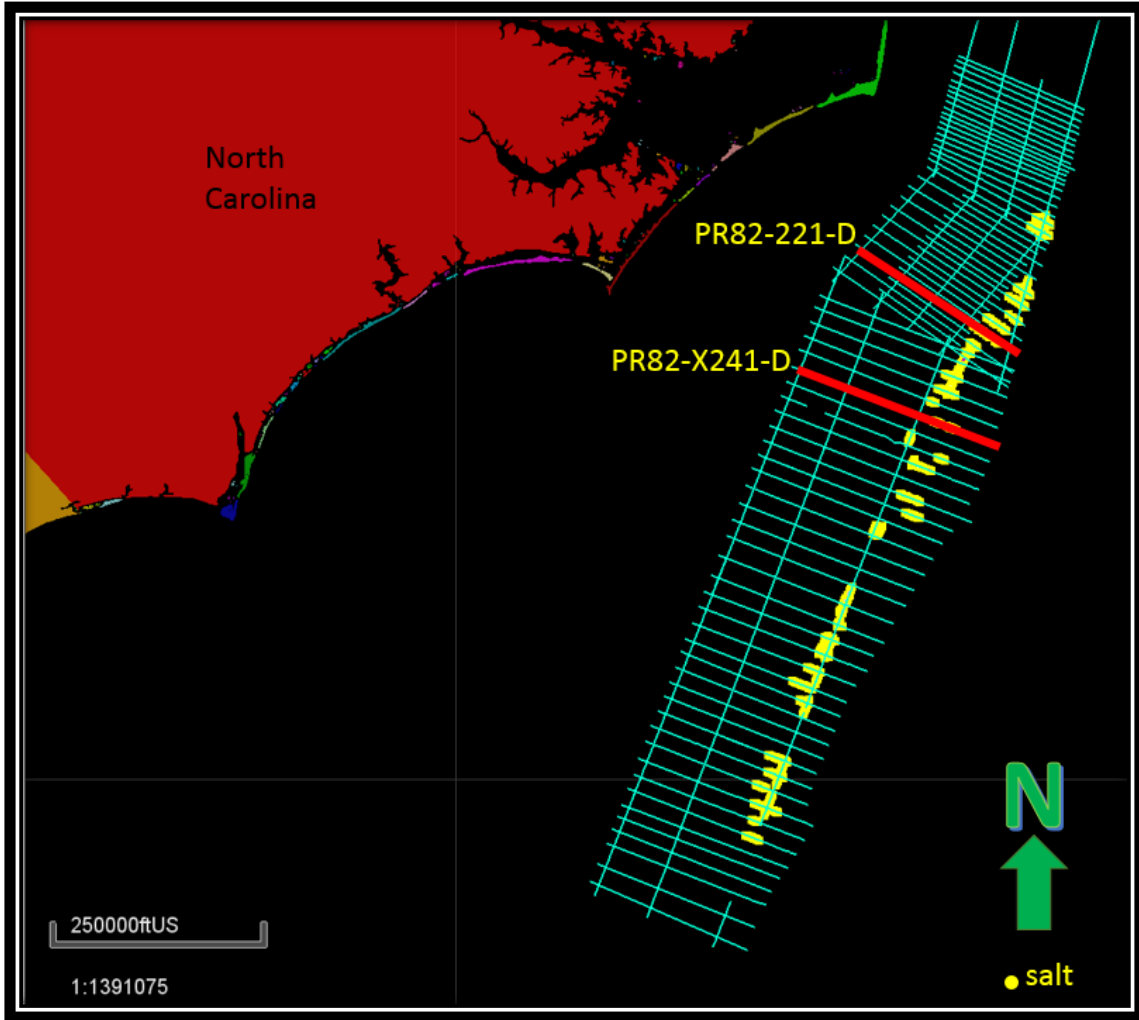 North
Carolina
PR82-221-D
PR82-X241-D
N
250000ftUS
1:1391075
salt